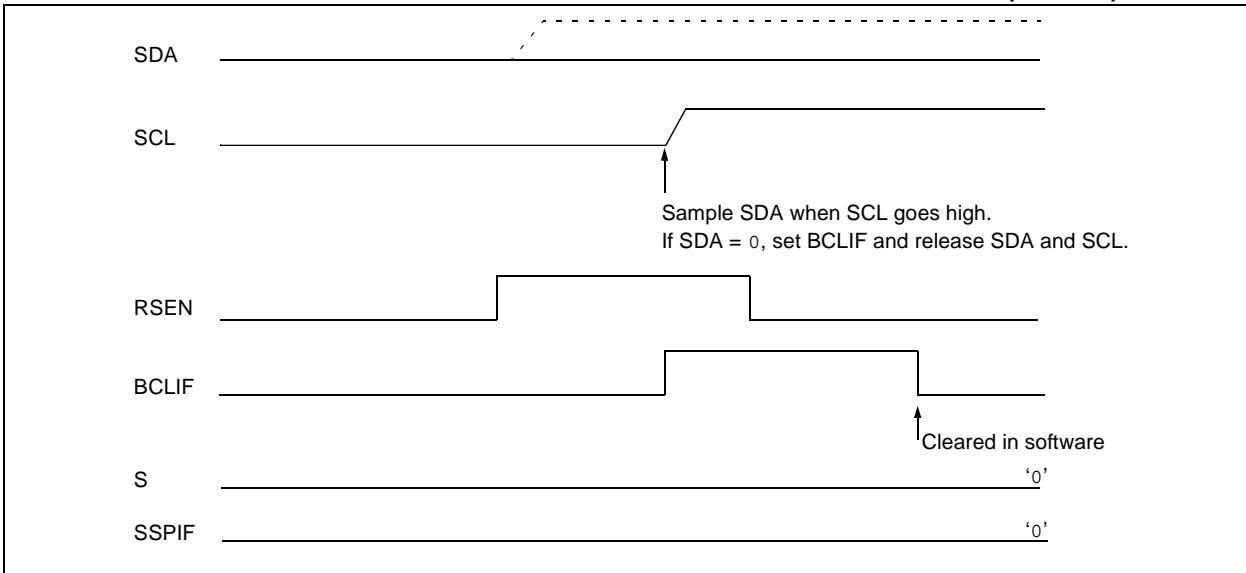 SDA
SCL
Sample SDA when SCL goes high.
If SDA = 0, set BCLIF and release SDA and SCL.
RSEN
BCLIF
Cleared in software
S
‘0’
SSPIF
‘0’